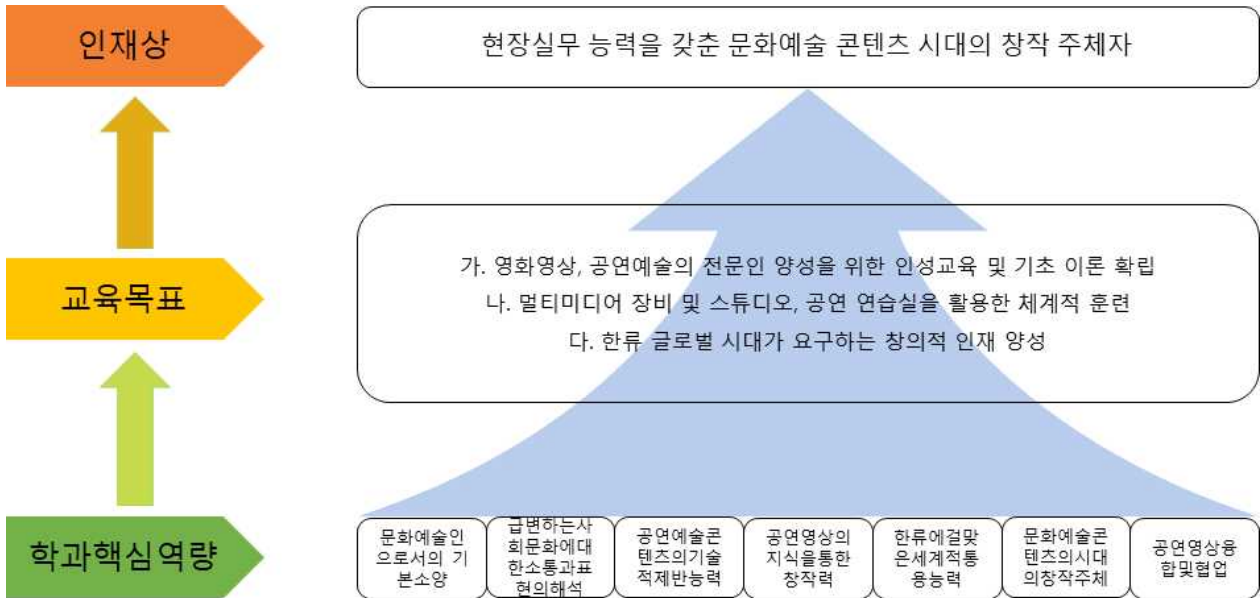 인재상
현장실무 능력을 갖춘 문화예술 콘텐츠 시대의 창작 주체자
교육목표
가. 영화영상, 공연예술의 전문인 양성을 위한 인성교육 및 기초 이론 확립
나. 멀티미디어 장비 및 스튜디오, 공연 연습실을 활용한 체계적 훈련
다. 한류 글로벌 시대가 요구하는 창의적 인재 양성
학과핵심역량
문화예술인
으로서의 기
본소양
급변하는사
회문화에대
한소통과표
현의해석
공연예술콘
텐츠의기술
적제반능력
공연영상의
지식을통한
창작력
한류에걸맞
은세계적통
용능력
문화예술콘
텐츠의시대
의창작주체
공연영상융
합및협업